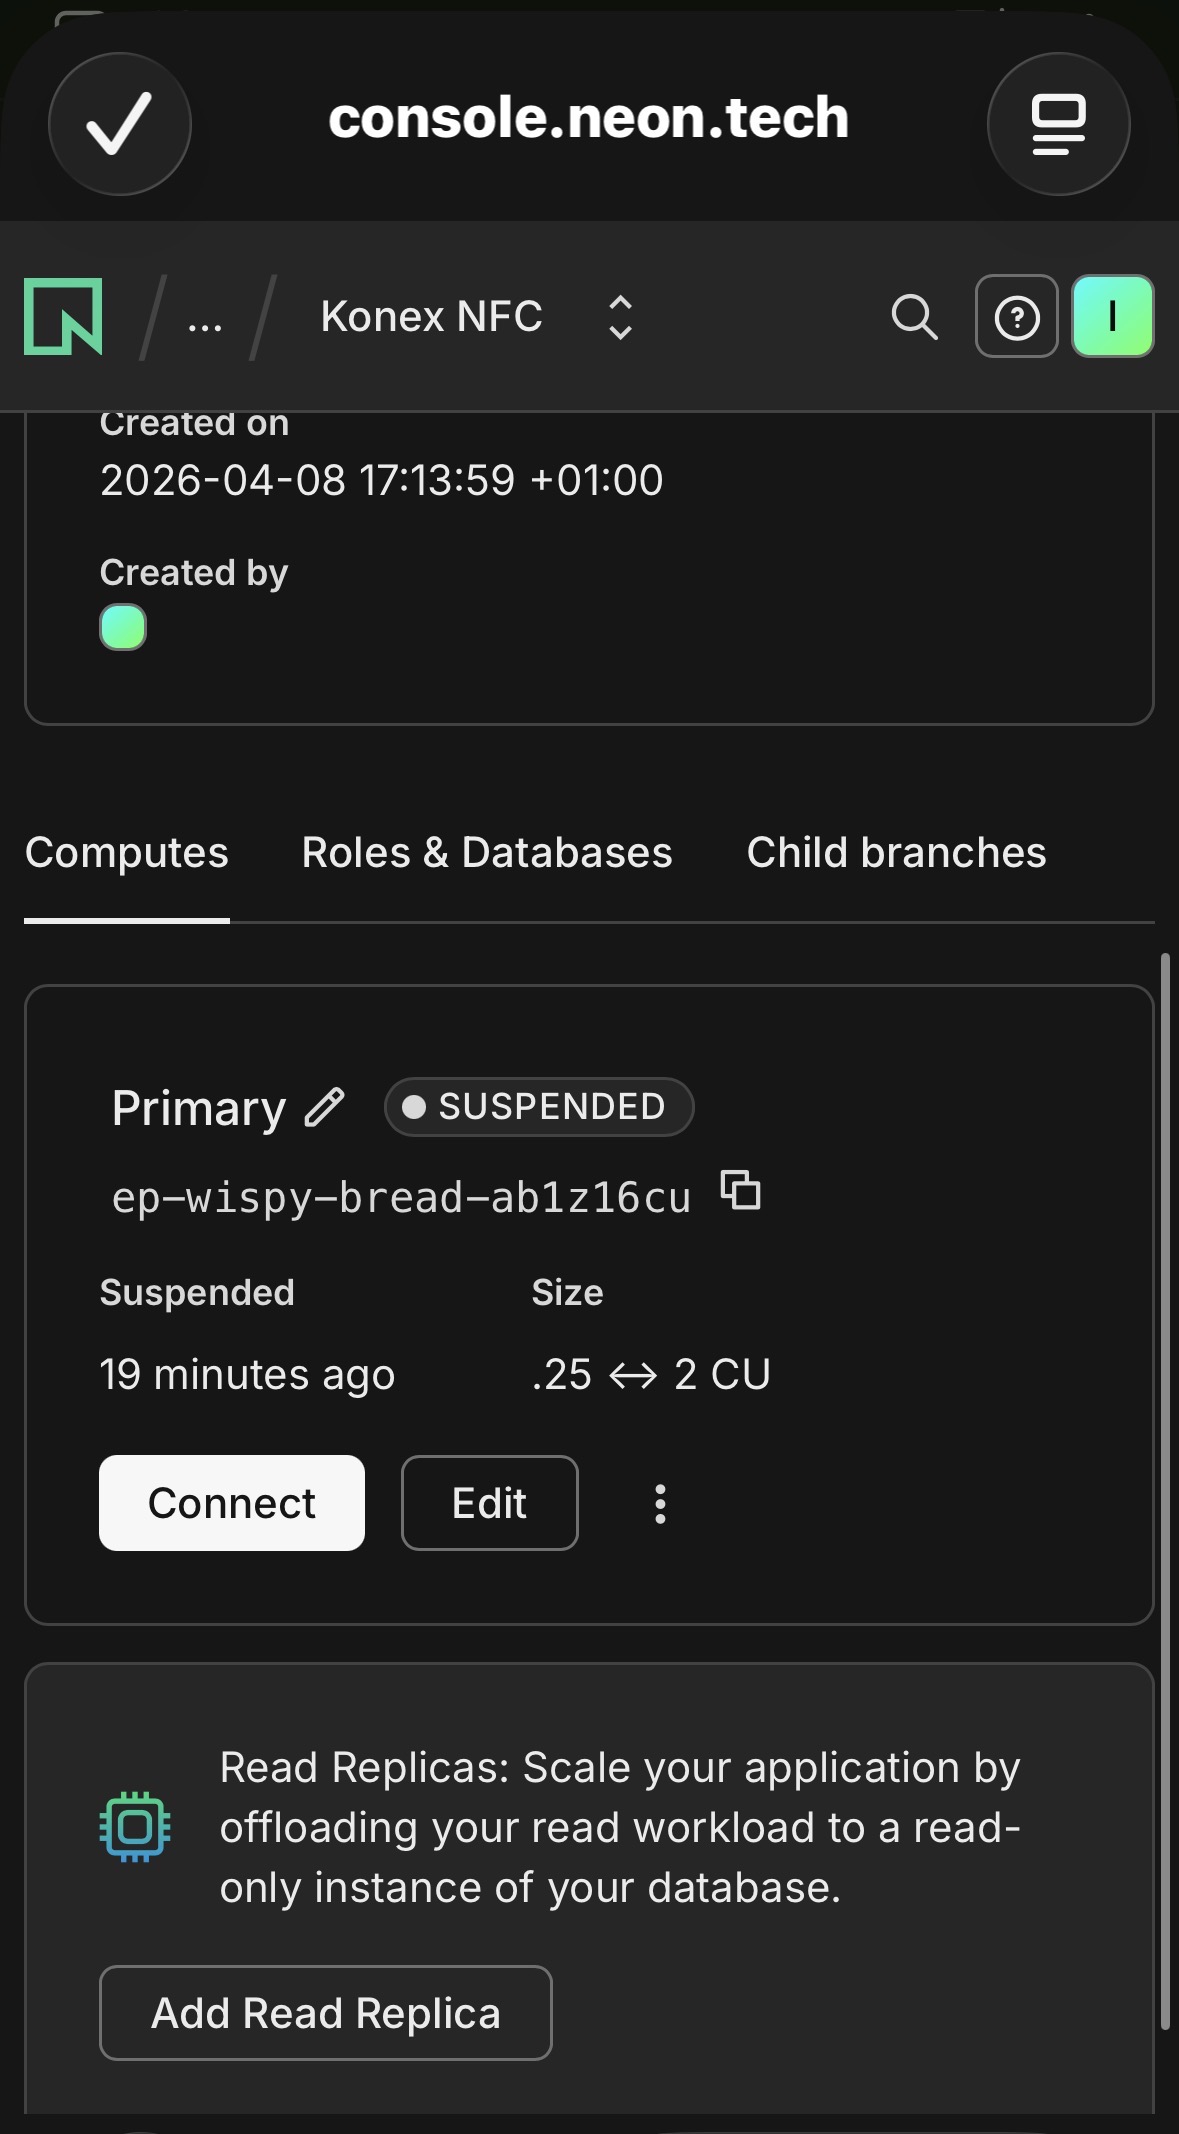 console.neon.tech
... Konex NFC
I
Created on
2026-04-08 17:13:59 +01:00
Created by
Computes Roles & Databases Child branches
Primary SUSPENDED
ep-wispy-bread-ab1z16cu
Suspended Size
19 minutes ago .25 ↔ 2 CU
Connect Edit
Read Replicas: Scale your application by
offloading your read workload to a read-
only instance of your database.
Add Read Replica